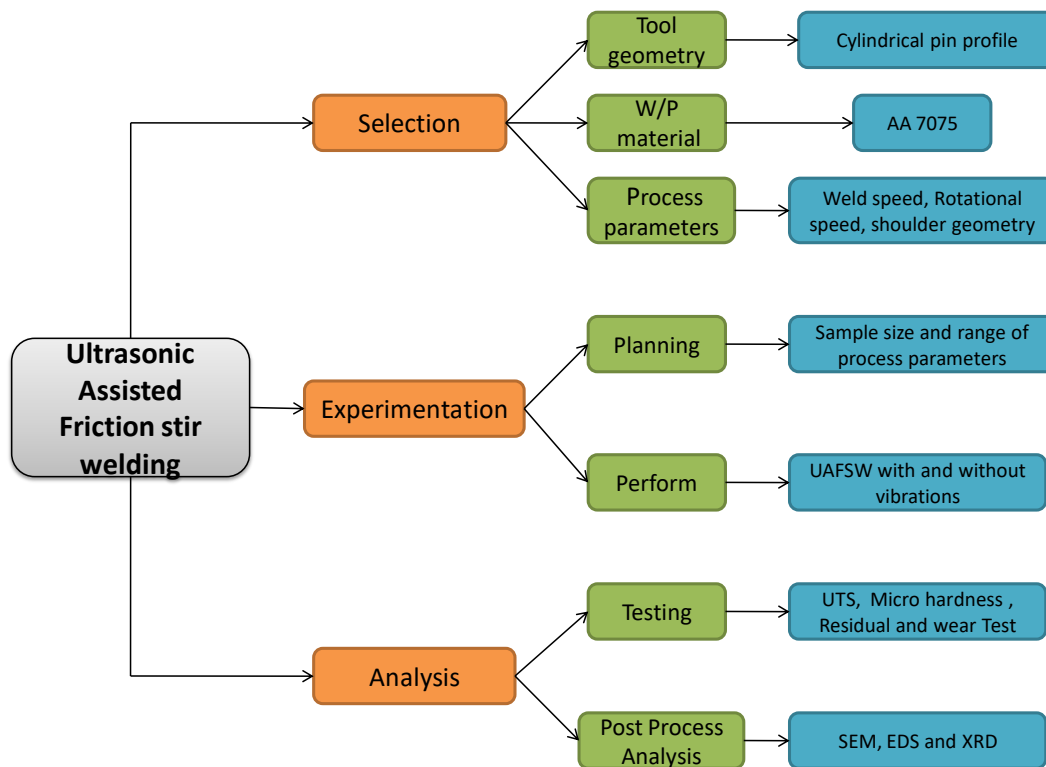 Tool
geometry
Cylindrical pin profile
Selection
W/P
material
AA 7075
Process
parameters
Weld speed, Rotational
speed, shoulder geometry
Ultrasonic
Assisted
Friction stir
welding
Experimentation
Planning
Sample size and range of
process parameters
Perform
UAFSW with and without
vibrations
Analysis
Testing
UTS,  Micro hardness ,
Residual and wear Test
Post Process
Analysis
SEM, EDS and XRD